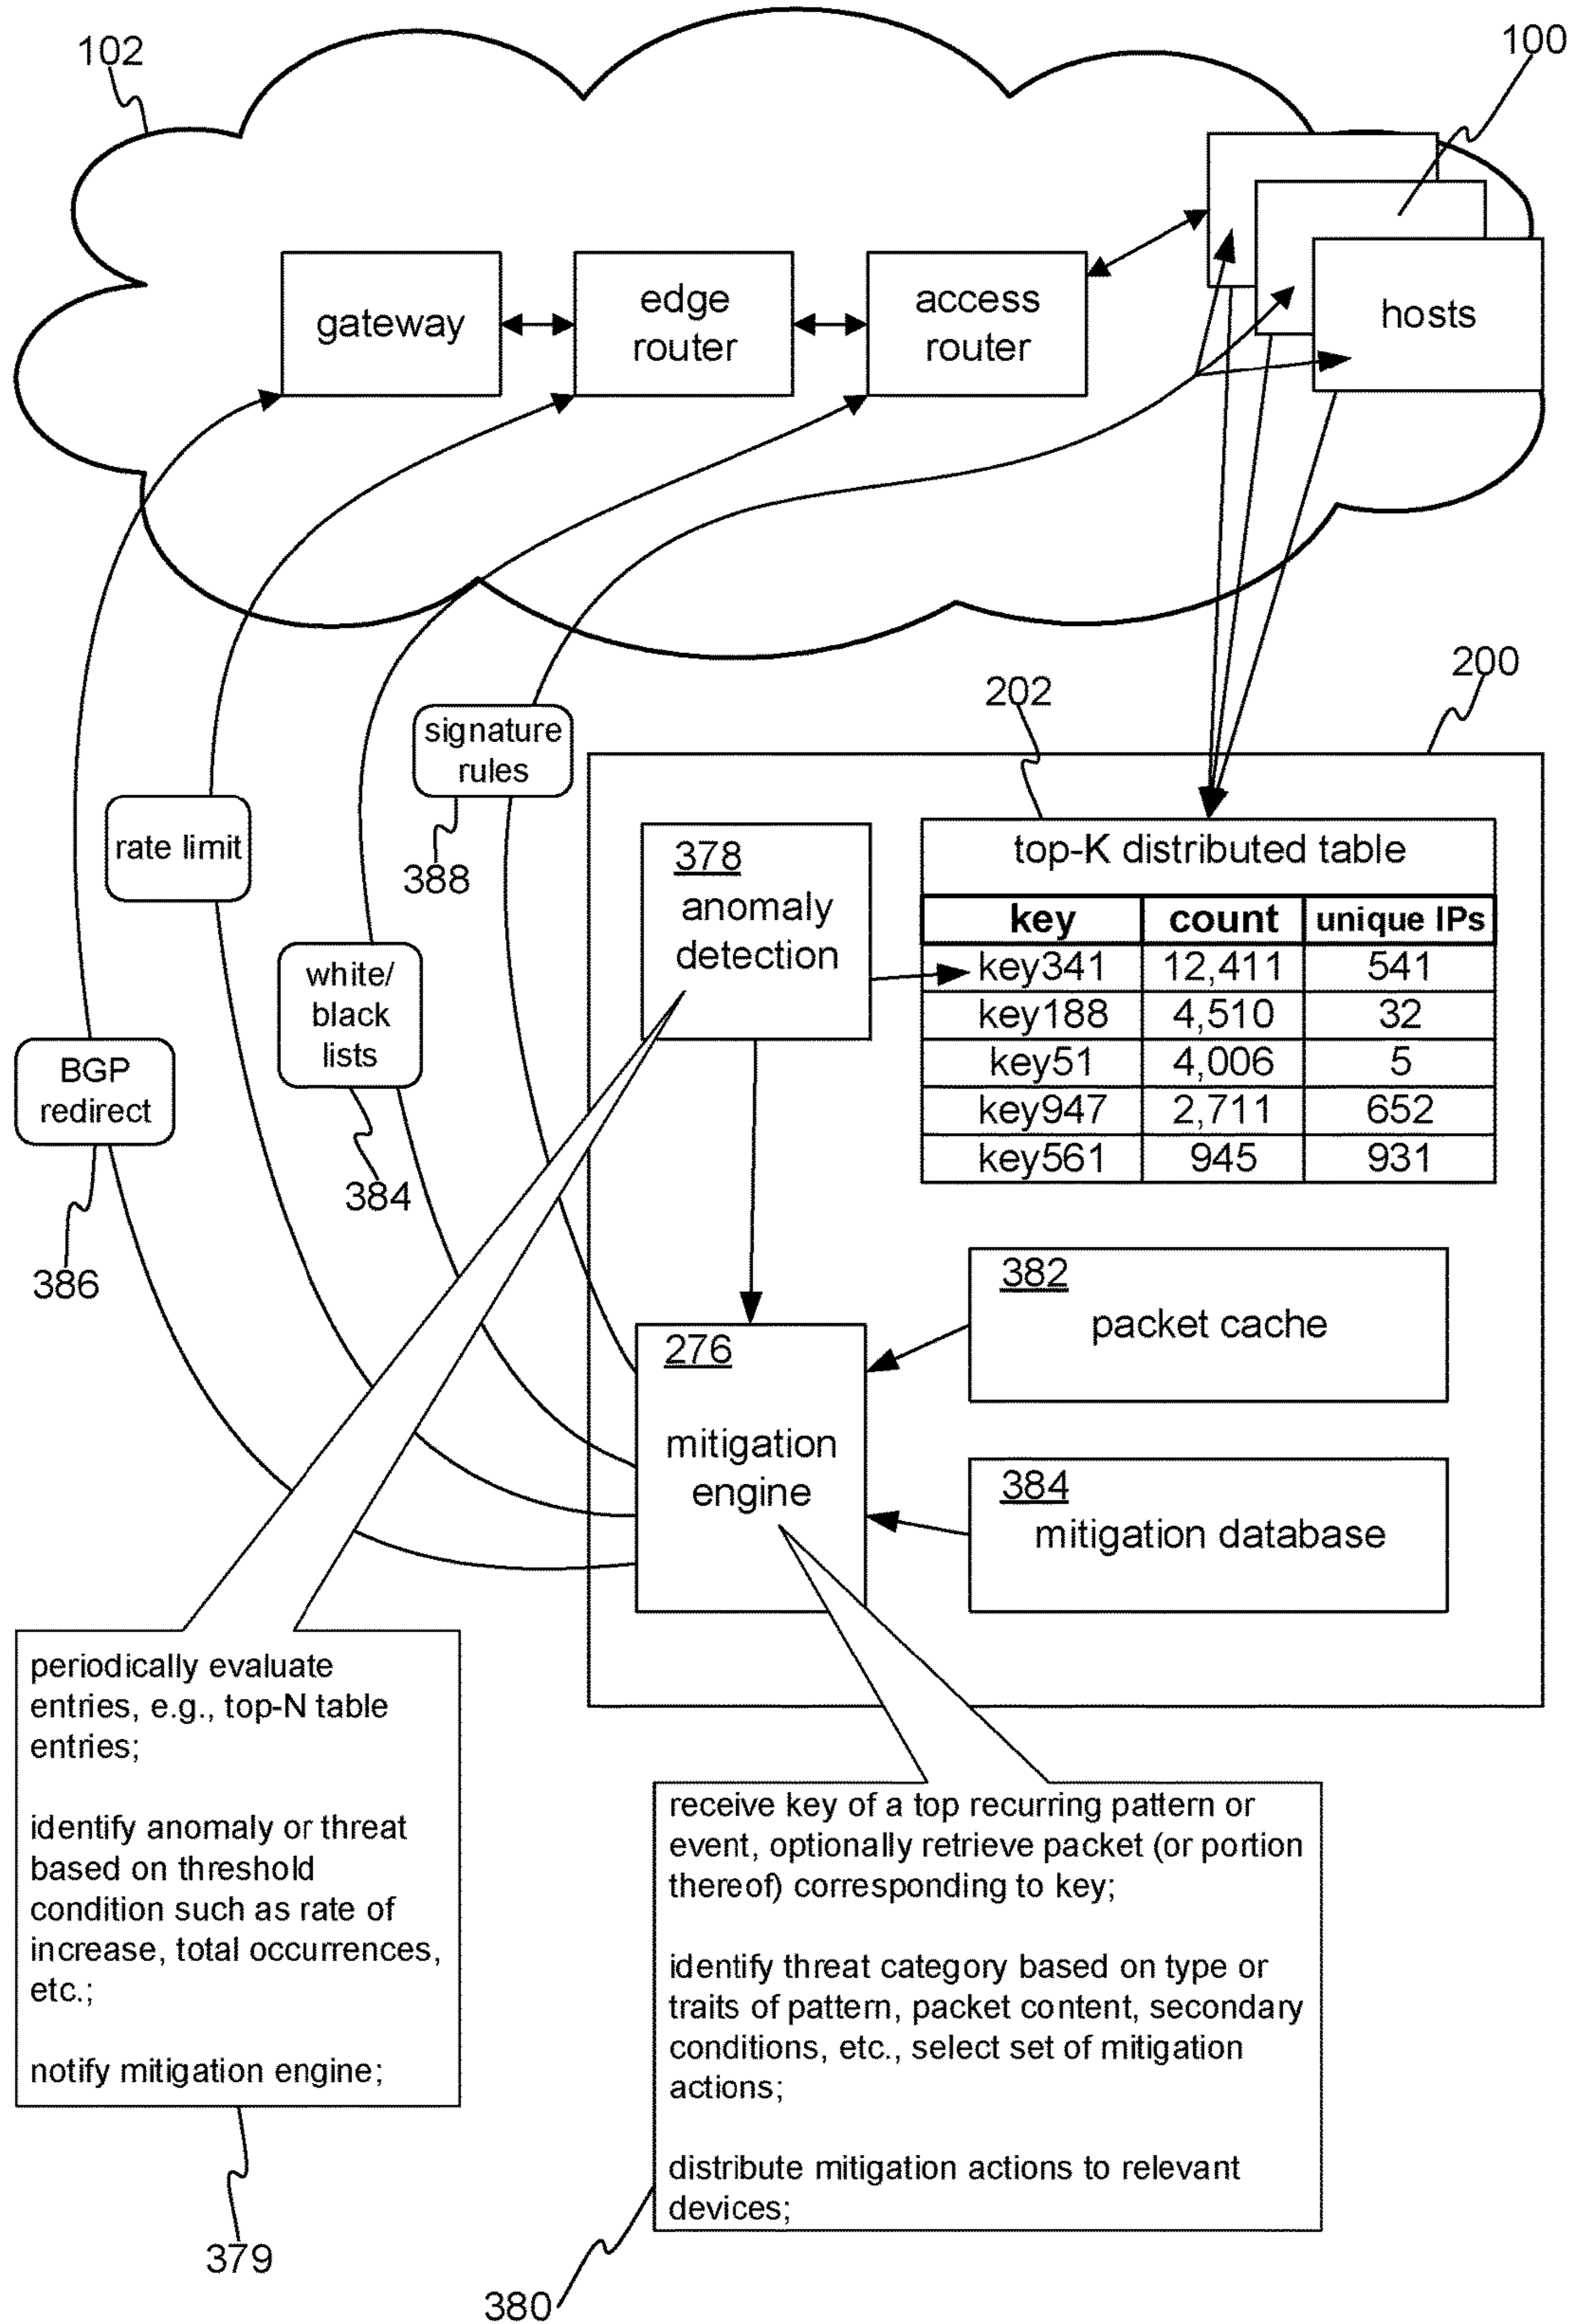 102
100
gateway
edge
router
access
router
hosts
200
202
signature
rules
388
rate limit
white/
black
lists
384
BGP
redirect
386
378
anomaly
detection
top-K distributed table
key count unique IPs
key341 12,411 541
key188 4,510 32
key51 4,006 5
key947 2,711 652
key561 945 931
382
packet cache
276
mitigation
engine
384
mitigation database
periodically evaluate
entries, e.g., top-N table
entries;
identify anomaly or threat
based on threshold
condition such as rate of
increase, total occurrences,
etc.;
notify mitigation engine;
379
receive key of a top recurring pattern or
event, optionally retrieve packet (or portion
thereof) corresponding to key;
identify threat category based on type or
traits of pattern, packet content, secondary
conditions, etc., select set of mitigation
actions;
distribute mitigation actions to relevant
devices;
380